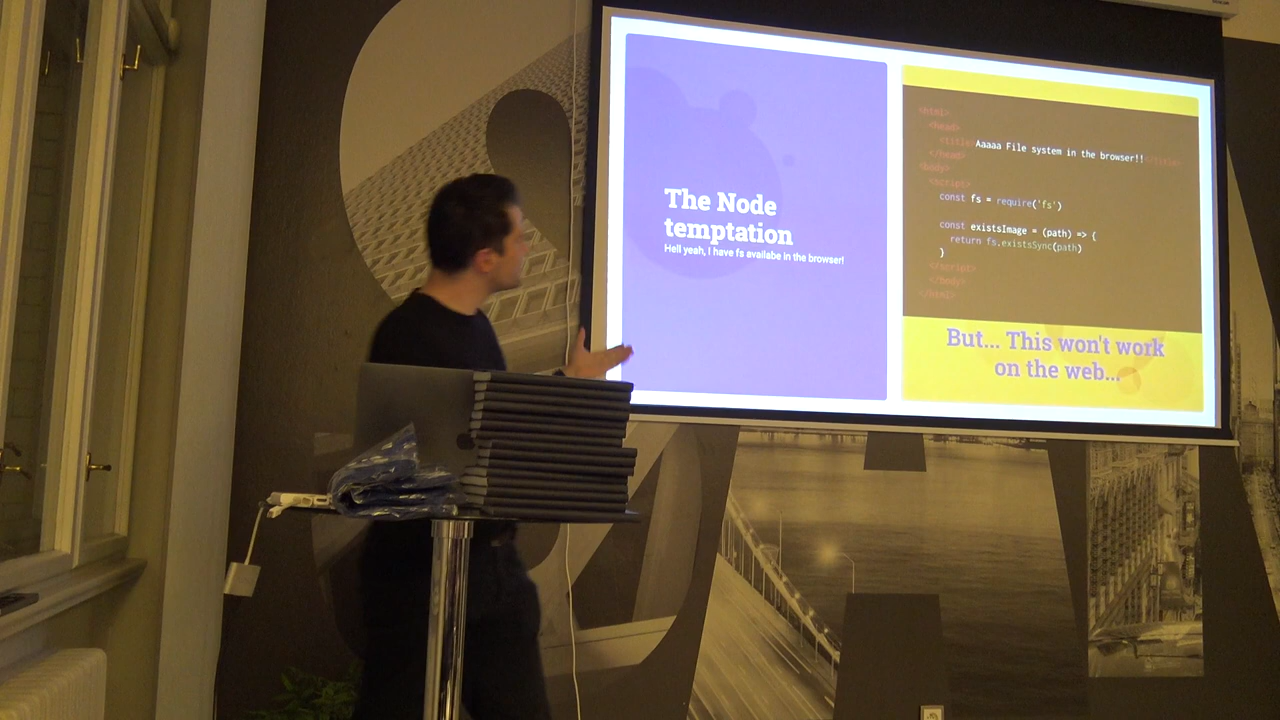 The Node
temptation
Hell yeah, I have fs availabe in the browser!
<html>
<head>
<title>Aaaaa File system in the browser!!</title>
</head>
<body>
<script>
const fs = require('fs')
const existsImage = (path) => {
return fs.existsSync(path)
}
</script>
</body>
</html>
But... This won't work
on the web...